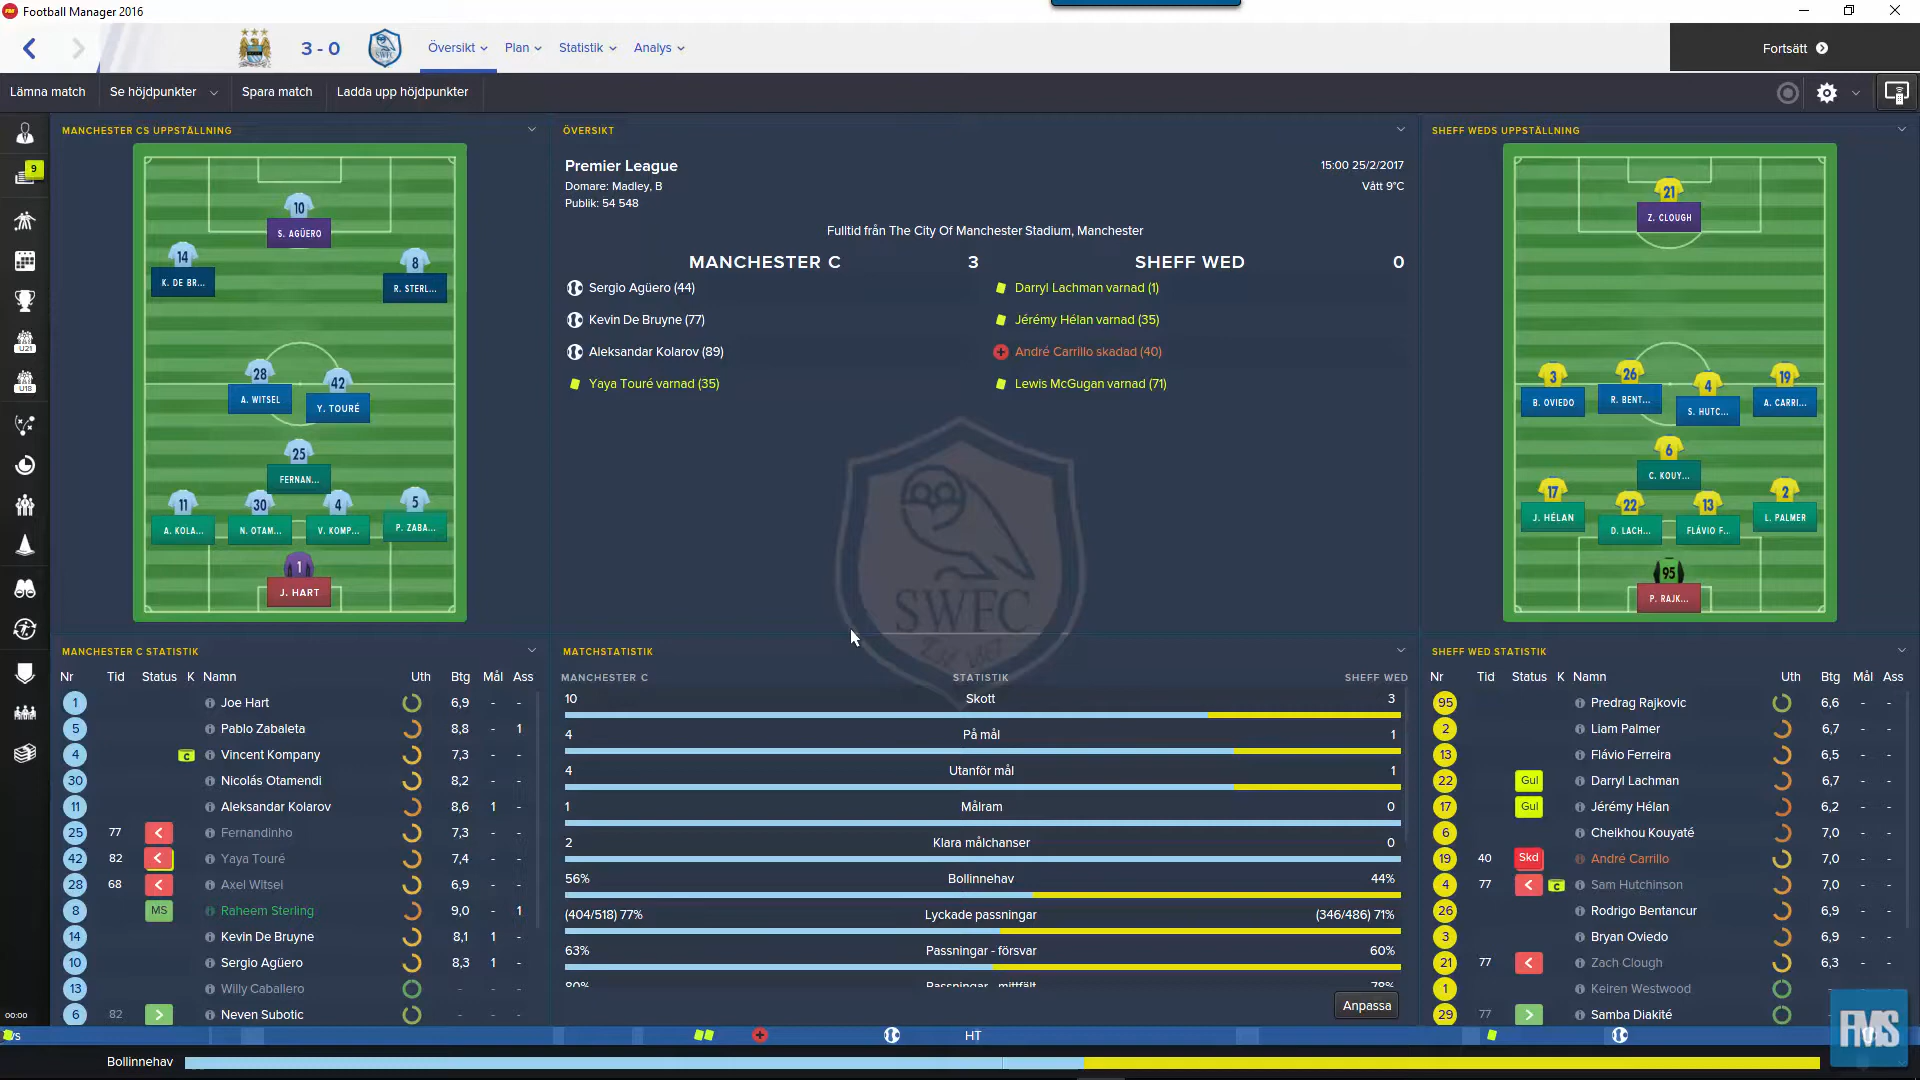 Football Manager 2016
3 - 0
Översikt
Plan
Statistik
Analys
Fortsätt
Lämna match
Se höjdpunkter
Spara match
Ladda upp höjdpunkter
9
U21
U18
MANCHESTER CS UPPSTÄLLNING
10
S. AGÜERO
14
K. DE BR...
8
R. STERL...
28
A. WITSEL
42
Y. TOURÉ
25
FERNAN...
11
A. KOLA...
30
N. OTAM...
4
V. KOMP...
5
P. ZABA...
1
J. HART
ÖVERSIKT
Premier League
15:00 25/2/2017
Domare: Madley, B
Vått 9°C
Publik: 54 548
Fulltid från The City Of Manchester Stadium, Manchester
MANCHESTER C 3 SHEFF WED 0
Sergio Agüero (44)
Darryl Lachman varnad (1)
Kevin De Bruyne (77)
Jérémy Hélan varnad (35)
Aleksandar Kolarov (89)
André Carrillo skadad (40)
Yaya Touré varnad (35)
Lewis McGugan varnad (71)
SWFC
SHEFF WEDS UPPSTÄLLNING
21
Z. CLOUGH
3
B. OVIEDO
26
R. BENT...
4
S. HUTC...
19
A. CARRI...
6
C. KOUY...
17
J. HÉLAN
22
D. LACH...
13
FLÁVIO F...
2
L. PALMER
95
P. RAJK...
MANCHESTER C STATISTIK
Nr Tid Status K Namn Uth Btg Mål Ass
1 Joe Hart 6,9 - -
5 Pablo Zabaleta 8,8 - 1
4 C Vincent Kompany 7,3 - -
30 Nicolás Otamendi 8,2 - -
11 Aleksandar Kolarov 8,6 1 -
25 77 Fernandinho 7,3 - -
42 82 Yaya Touré 7,4 - -
28 68 Axel Witsel 6,9 - -
8 MS Raheem Sterling 9,0 - 1
14 Kevin De Bruyne 8,1 1 -
10 Sergio Agüero 8,3 1 -
13 Willy Caballero - - -
6 82 Neven Subotic - - -
MATCHSTATISTIK
MANCHESTER C STATISTIK SHEFF WED
10 Skott 3
4 På mål 1
4 Utanför mål 1
1 Målram 0
2 Klara målchanser 0
56% Bollinnehav 44%
(404/518) 77% Lyckade passningar (346/486) 71%
63% Passningar - försvar 60%
80% Passningar - mittfält 78%
Anpassa
SHEFF WED STATISTIK
Nr Tid Status K Namn Uth Btg Mål Ass
95 Predrag Rajkovic 6,6 - -
2 Liam Palmer 6,7 - -
13 Flávio Ferreira 6,5 - -
22 Gul Darryl Lachman 6,7 - -
17 Gul Jérémy Hélan 6,2 - -
6 Cheikhou Kouyaté 7,0 - -
19 40 Skd André Carrillo 7,0 - -
4 77 C Sam Hutchinson 7,0 - -
26 Rodrigo Bentancur 6,9 - -
3 Bryan Oviedo 6,9 - -
21 77 Zach Clough 6,3 - -
1 Keiren Westwood - - -
29 77 Samba Diakité - - -
00:00
HT
FMS
Bollinnehav